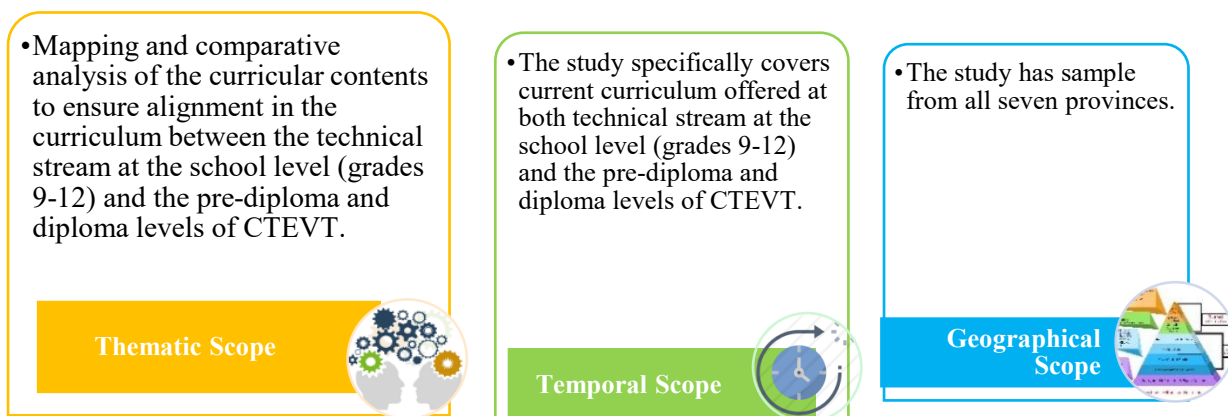 •Mapping and comparative
analysis of the curricular contents
to ensure alignment in the
curriculum between the technical
stream at the school level (grades
9-12) and the pre-diploma and
diploma levels of CTEVT.
Thematic Scope
•The study specifically covers
current curriculum offered at
both technical stream at the
school level (grades 9-12)
and the pre-diploma and
diploma levels of CTEVT.
Temporal Scope
•The study has sample
from all seven provinces.
Geographical
Scope